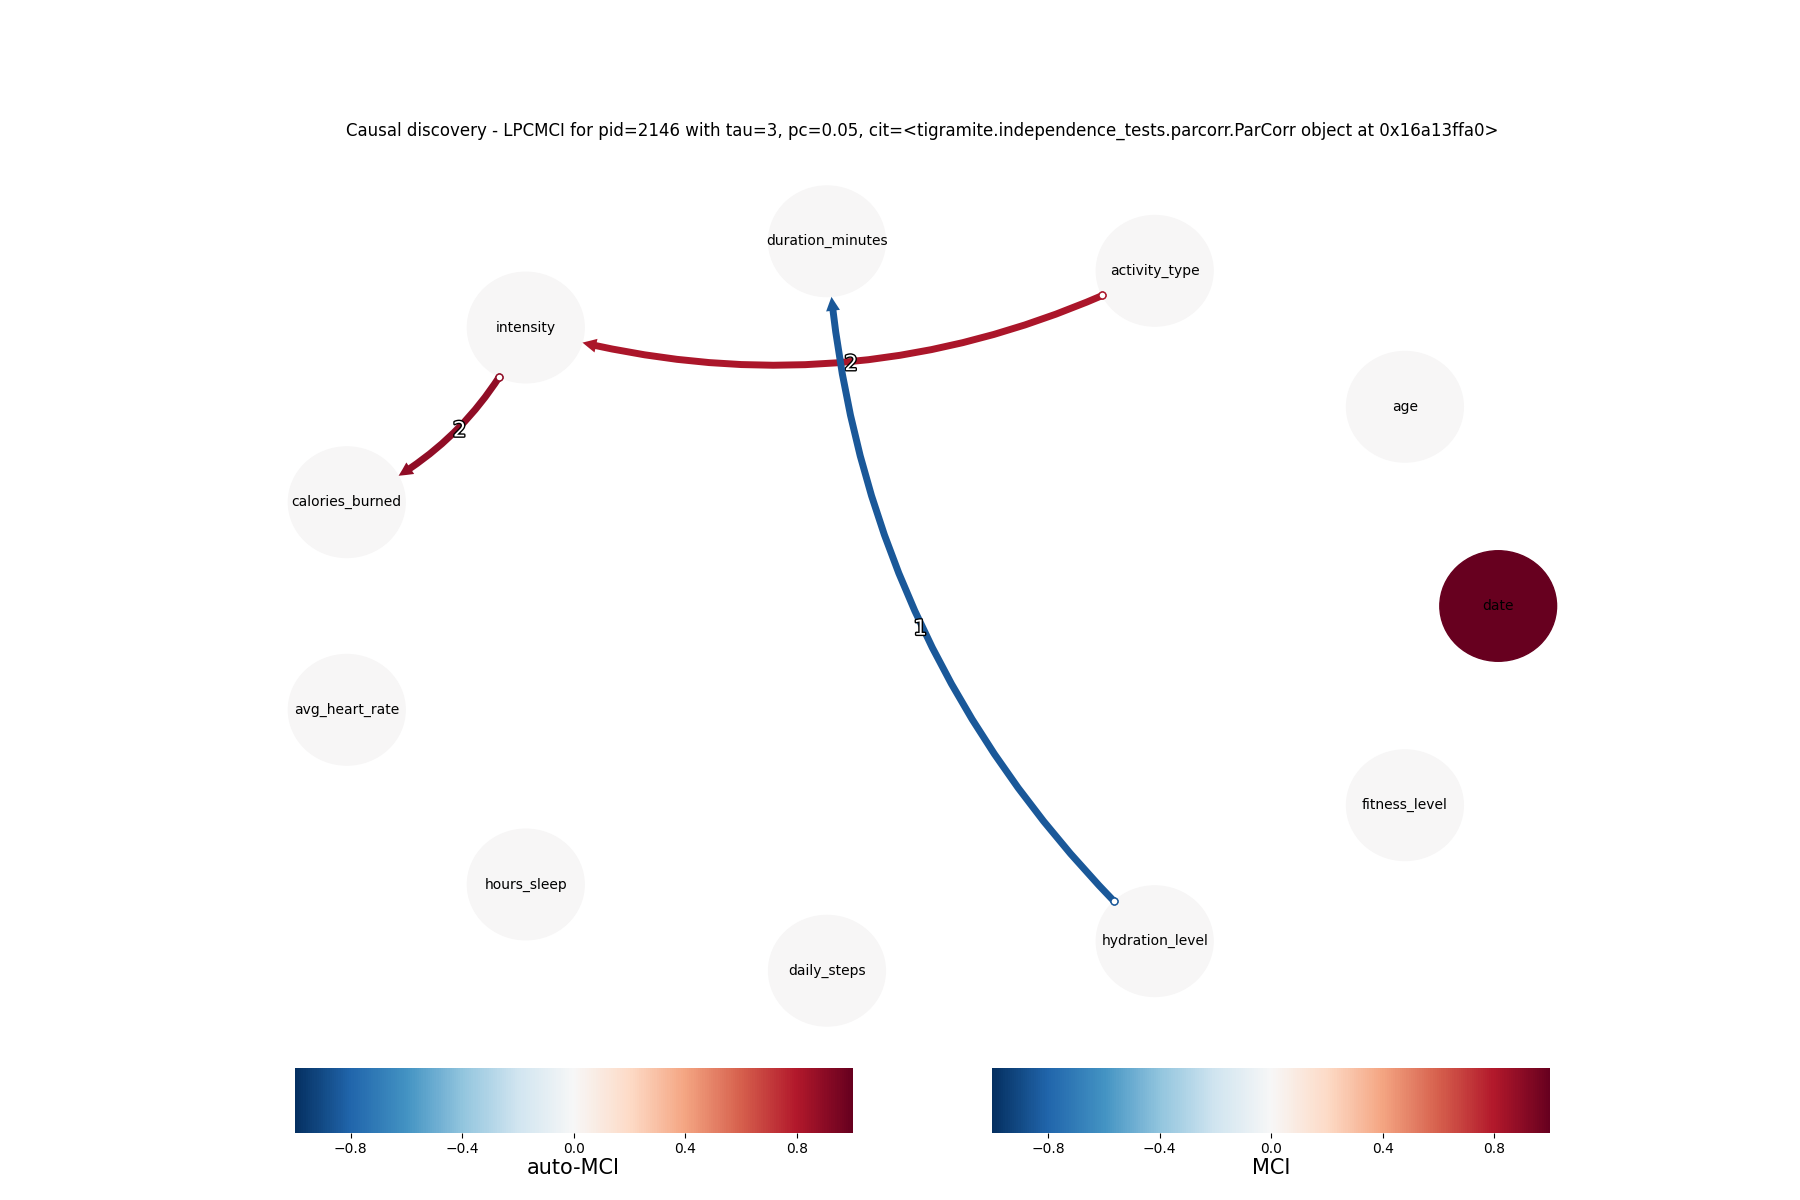 Causal discovery - LPCMCI for pid=2146 with tau=3, pc=0.05, cit=<tigramite.independence_tests.parcorr.ParCorr object at 0x16a13ffa0>
duration_minutes
activity_type
intensity
2
age
2
calories_burned
date
1
avg_heart_rate
fitness_level
hours_sleep
hydration_level
daily_steps
−0.8 −0.4 0.0 0.4 0.8
auto-MCI
−0.8 −0.4 0.0 0.4 0.8
MCI